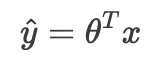 ŷ = θᵀx